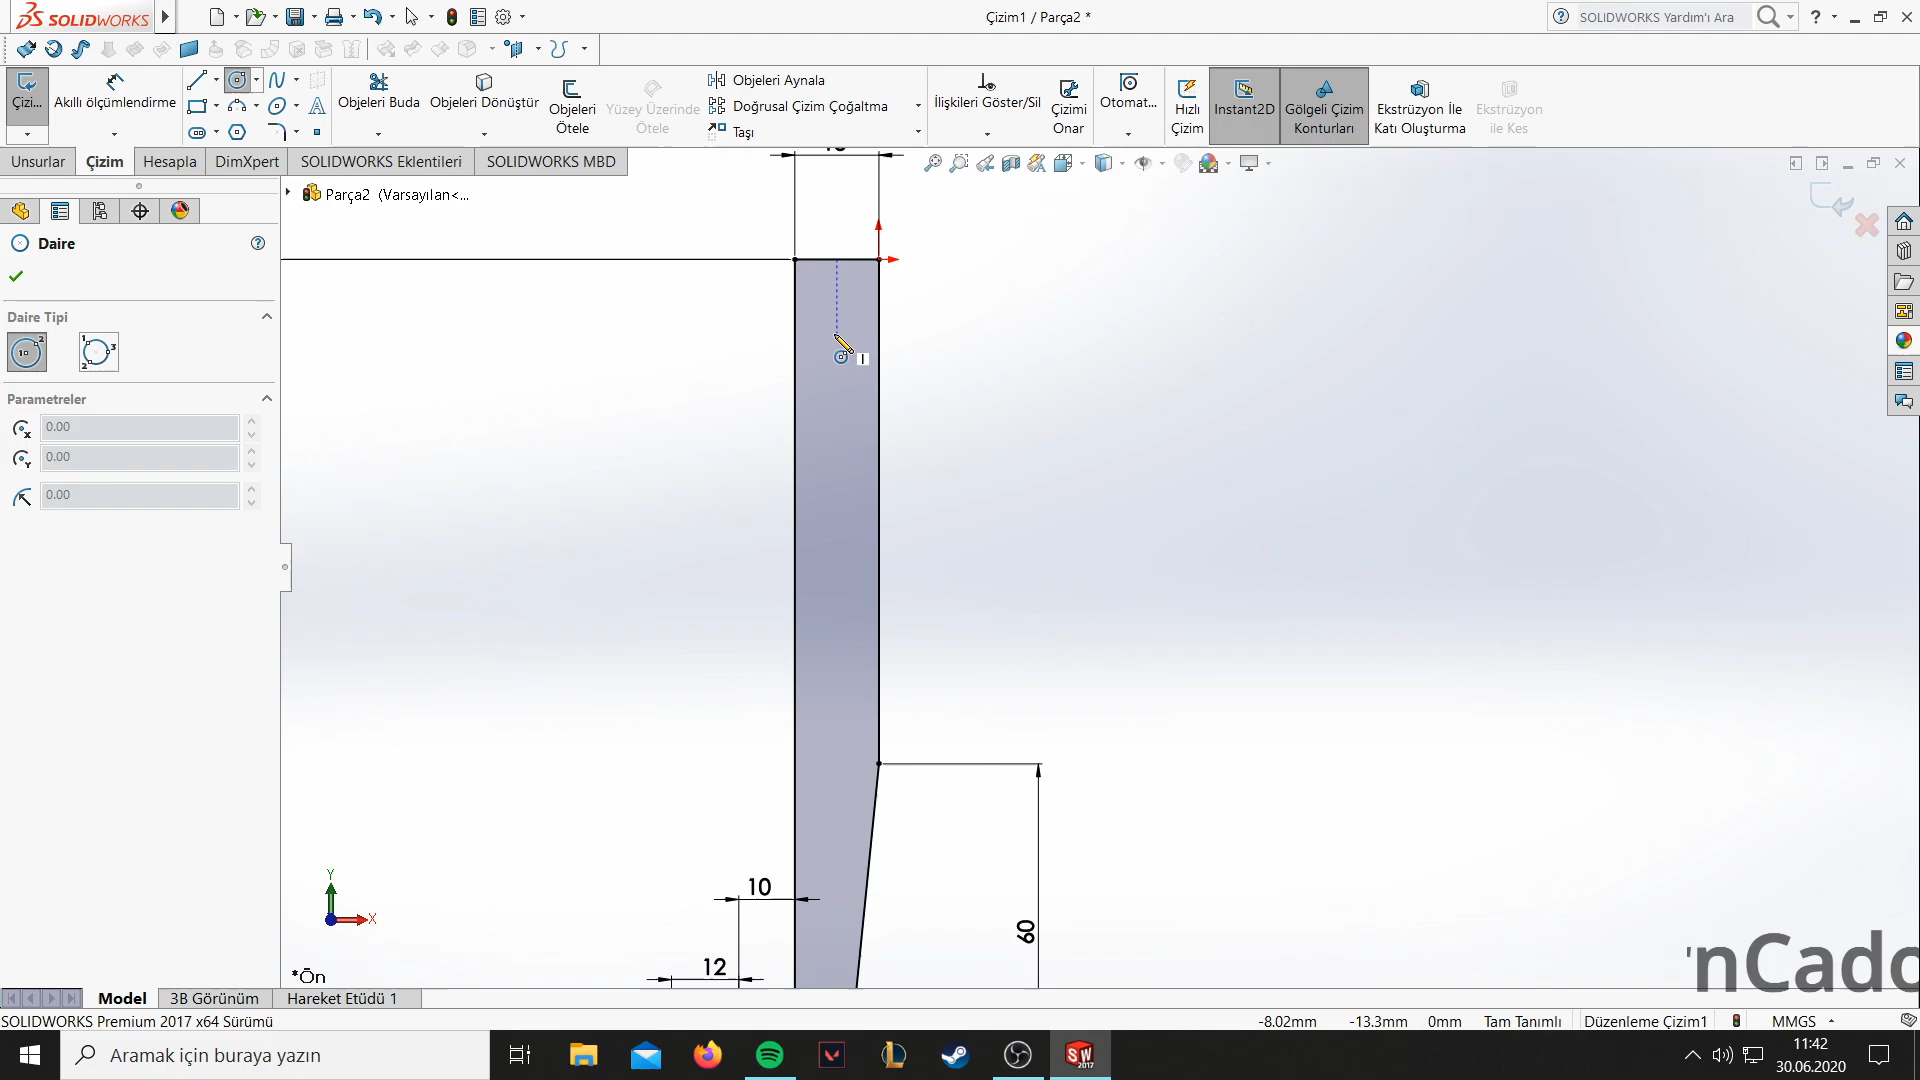 SOLIDWORKS
Çizim1 / Parça2 *
SOLIDWORKS Yardım'ı Ara
?
Çizi...
Akıllı ölçümlendirme
Objeleri Buda
Objeleri Dönüştür
Objeleri
Ötele
Yüzey Üzerinde
Ötele
Objeleri Aynala
Doğrusal Çizim Çoğaltma
Taşı
İlişkileri Göster/Sil
Çizimi
Onar
Otomat...
Hızlı
Çizim
Instant2D
Gölgeli Çizim
Konturları
Ekstrüzyon İle
Katı Oluşturma
Ekstrüzyon
ile Kes
Unsurlar
Çizim
Hesapla
DimXpert
SOLIDWORKS Eklentileri
SOLIDWORKS MBD
Parça2 (Varsayılan<...
Daire
Daire Tipi
Parametreler
0.00
0.00
0.00
10
12
60
Y
X
*Ön
'nCado
Model
3B Görünüm
Hareket Etüdü 1
SOLIDWORKS Premium 2017 x64 Sürümü
-8.02mm
-13.3mm
0mm
Tam Tanımlı
Düzenleme Çizim1
MMGS
Aramak için buraya yazın
SW
2017
11:42
30.06.2020